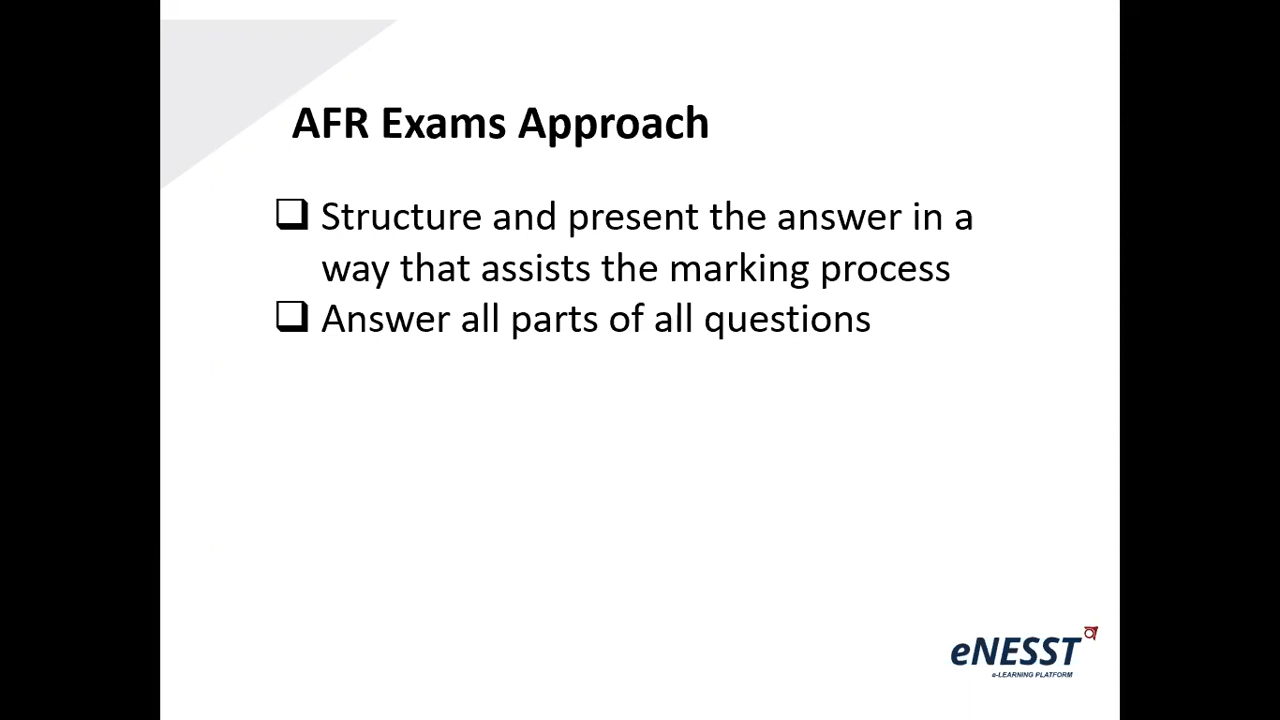 AFR Exams Approach
Structure and present the answer in a
way that assists the marking process
Answer all parts of all questions
eNESST
e-LEARNING PLATFORM